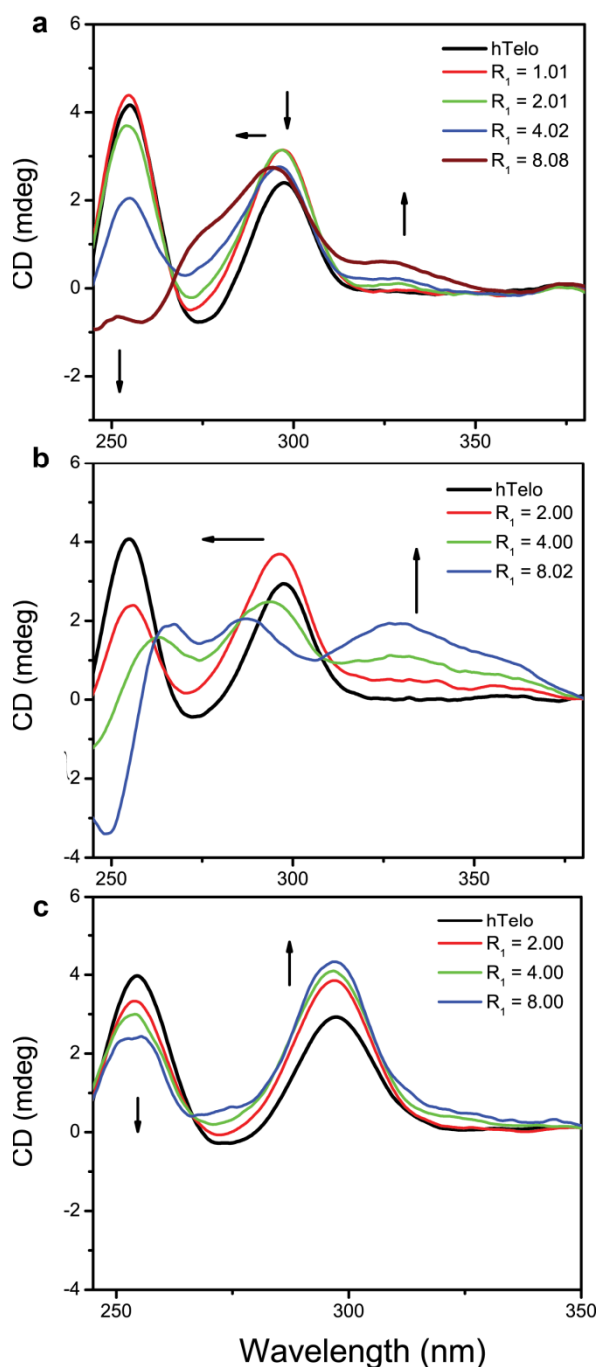 a
6
4
2
0
-2
250
300
350
CD (mdeg)
hTelo
R₁ = 1.01
R₁ = 2.01
R₁ = 4.02
R₁ = 8.08
b
6
4
2
0
-2
-4
250
300
350
CD (mdeg)
hTelo
R₁ = 2.00
R₁ = 4.00
R₁ = 8.02
c
6
4
2
0
-2
-4
250
300
350
CD (mdeg)
hTelo
R₁ = 2.00
R₁ = 4.00
R₁ = 8.00
Wavelength (nm)